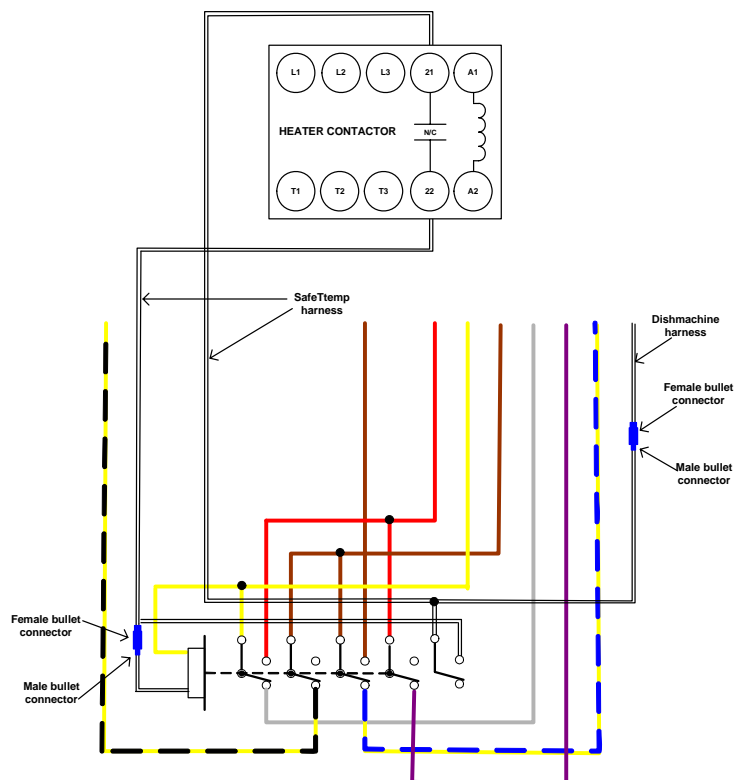 L1
L2
L3
21
A1
HEATER CONTACTOR
N/C
T1
T2
T3
22
A2
SafeTtemp
harness
Dishmachine
harness
Female bullet
connector
Male bullet
connector
Female bullet
connector
Male bullet
connector